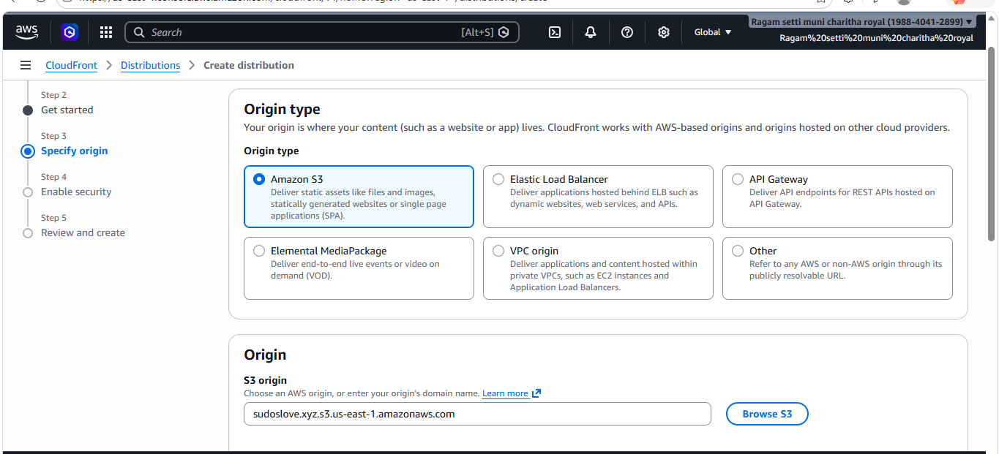 aws
Search
[Alt+S]
Global
Ragam setti muni charitha royal (1988-4041-2899)
Ragam%20setti%20muni%20charitha%20royal
CloudFront
Distributions
Create distribution
Step 2
Get started
Step 3
Specify origin
Step 4
Enable security
Step 5
Review and create
Origin type
Your origin is where your content (such as a website or app) lives. CloudFront works with AWS-based origins and origins hosted on other cloud providers.
Origin type
Amazon S3
Deliver static assets like files and images,
statically generated websites or single page
applications (SPA).
Elastic Load Balancer
Deliver applications hosted behind ELB such as
dynamic websites, web services, and APIs.
API Gateway
Deliver API endpoints for REST APIs hosted on
API Gateway.
Elemental MediaPackage
Deliver end-to-end live events or video on
demand (VOD).
VPC origin
Deliver applications and content hosted within
private VPCs, such as EC2 instances and
Application Load Balancers.
Other
Refer to any AWS or non-AWS origin through its
publicly resolvable URL.
Origin
S3 origin
Choose an AWS origin, or enter your origin's domain name. Learn more
sudoslove.xyz.s3.us-east-1.amazonaws.com
Browse S3